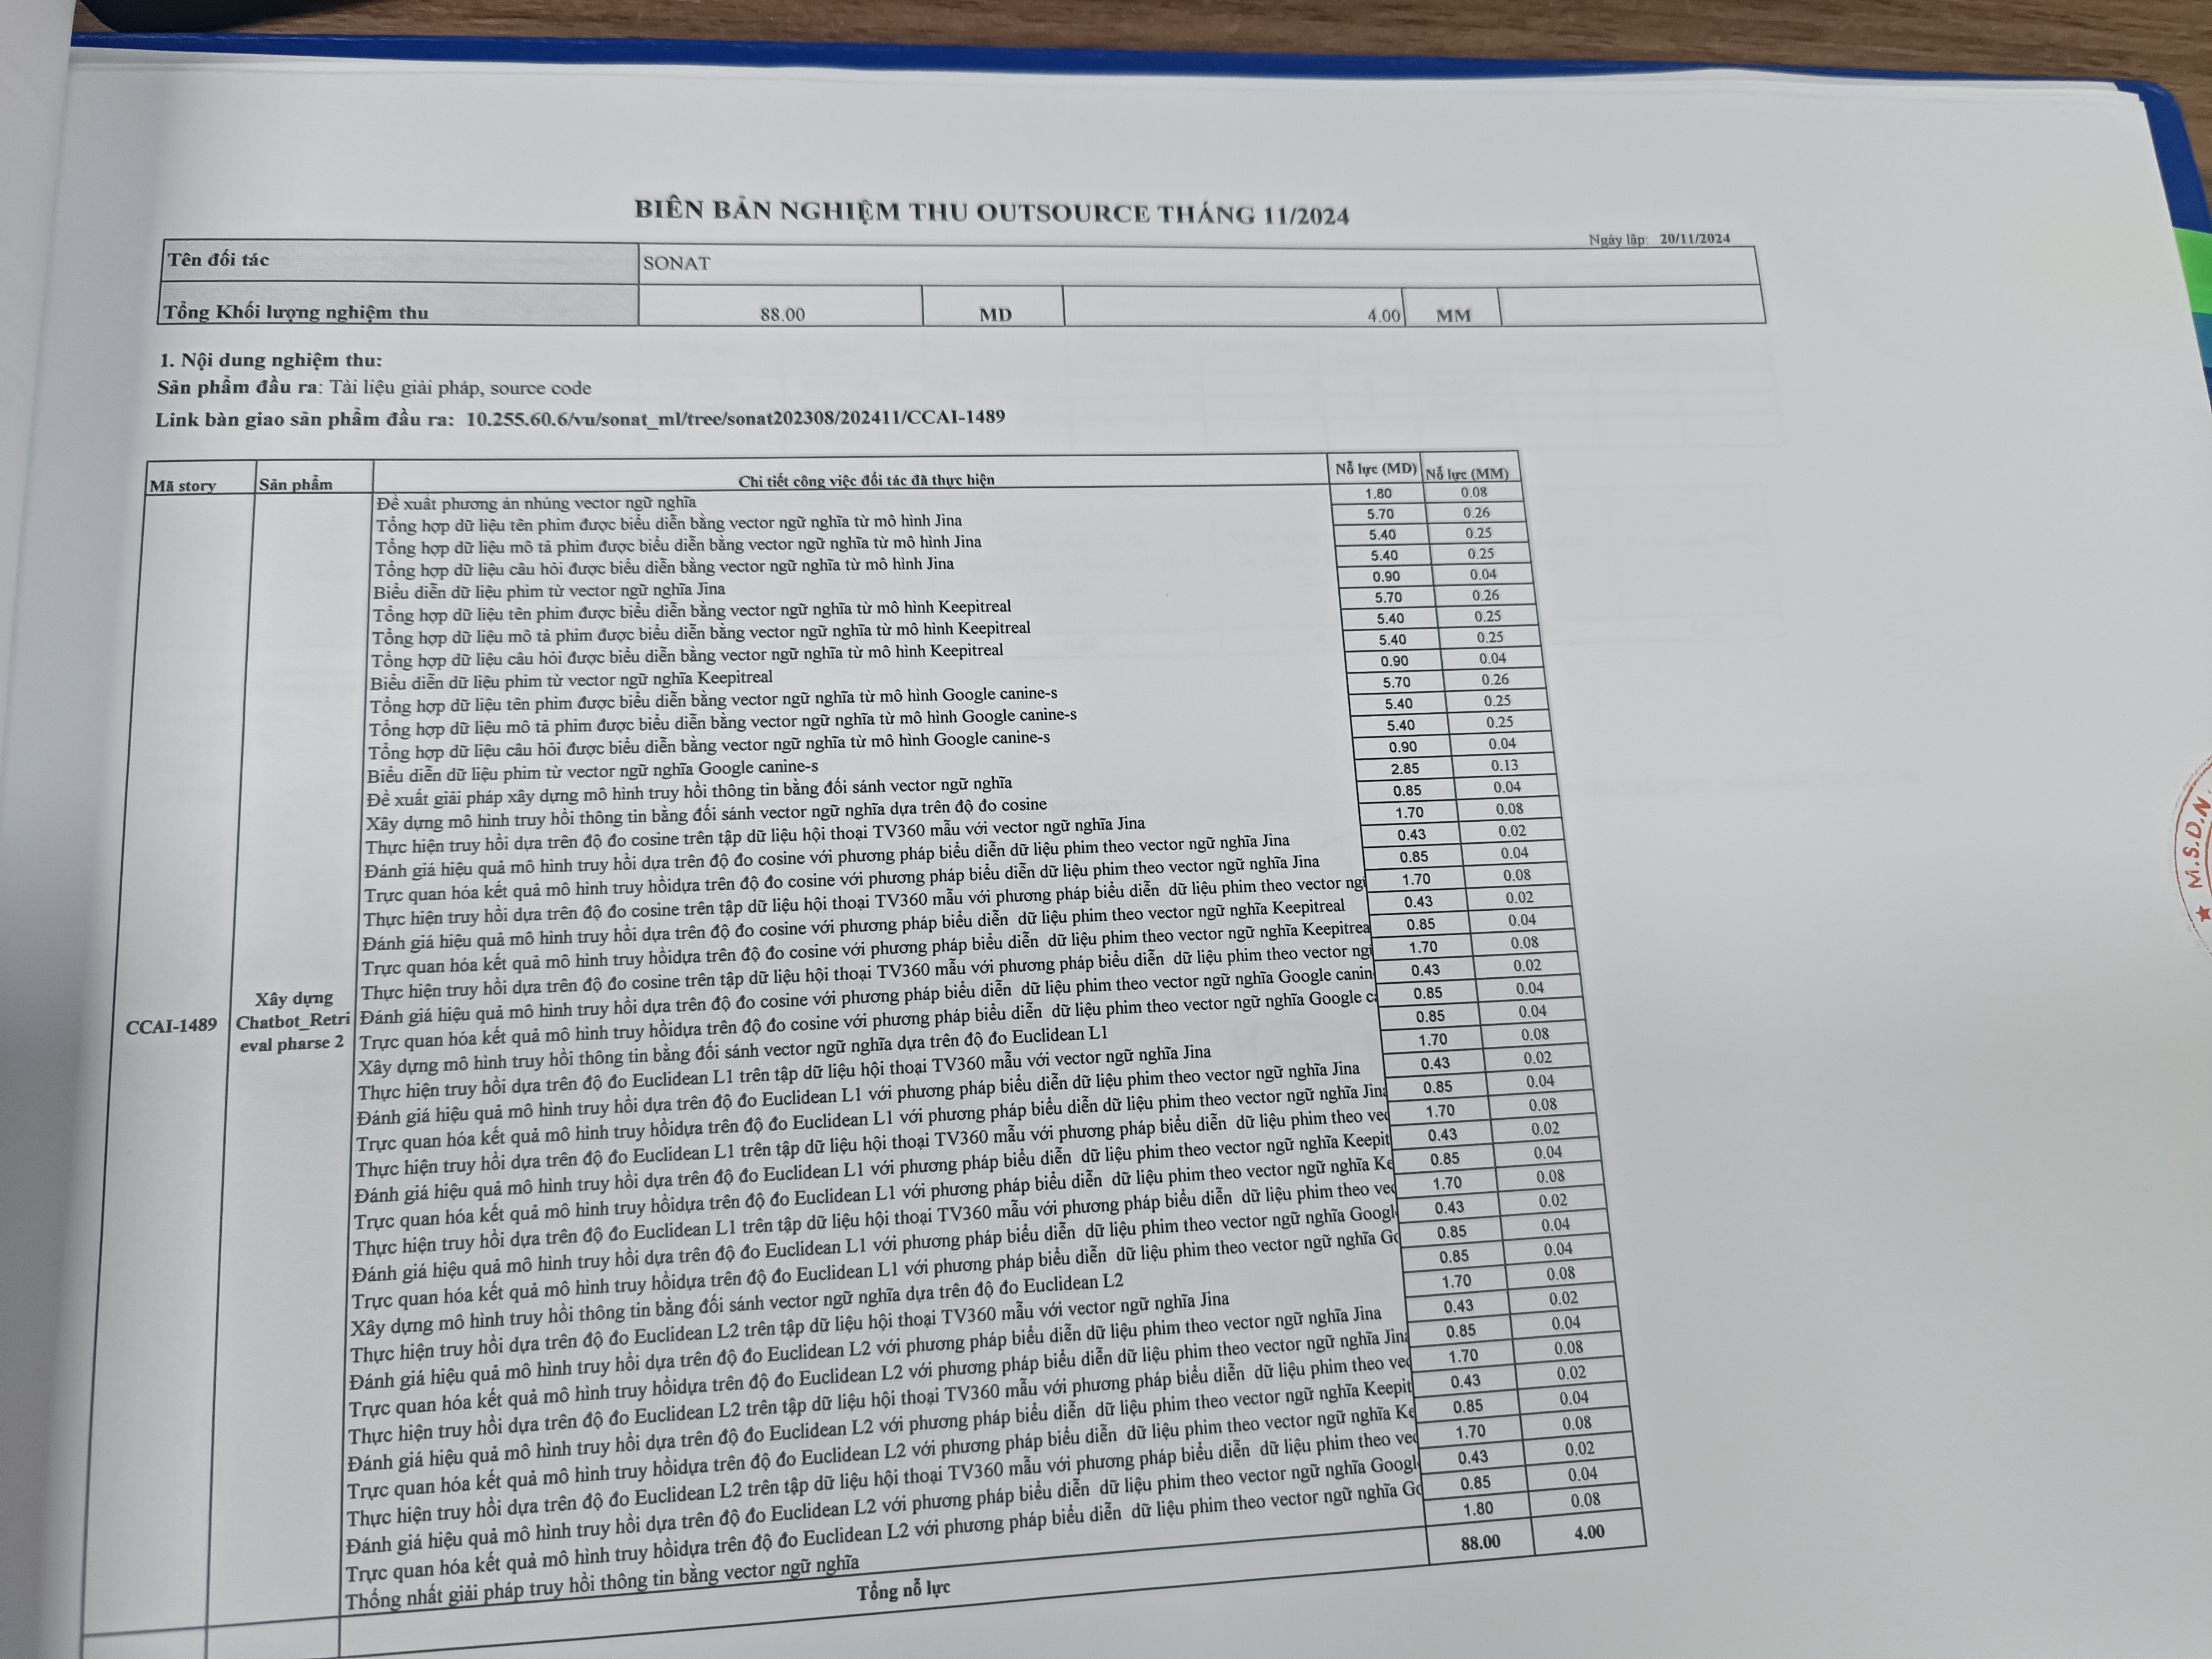 BIÊN BẢN NGHIỆM THU OUTSOURCE THÁNG 11/2024
Ngày lập: 20/11/2024
Tên đối tác SONAT
Tổng Khối lượng nghiệm thu 88.00 MD 4.00 MM
1. Nội dung nghiệm thu:
Sản phẩm đầu ra: Tài liệu giải pháp, source code
Link bàn giao sản phẩm đầu ra: 10.255.60.6/vu/sonat_ml/tree/sonat202308/202411/CCAI-1489
Mã story Sản phẩm Chi tiết công việc đối tác đã thực hiện Nỗ lực (MD) Nỗ lực (MM)
CCAI-1489
Xây dựng
Chatbot_Retri
eval pharse 2
Đề xuất phương án nhúng vector ngữ nghĩa 1.80 0.08
Tổng hợp dữ liệu tên phim được biểu diễn bằng vector ngữ nghĩa từ mô hình Jina 5.70 0.26
Tổng hợp dữ liệu mô tả phim được biểu diễn bằng vector ngữ nghĩa từ mô hình Jina 5.40 0.25
Tổng hợp dữ liệu câu hỏi được biểu diễn bằng vector ngữ nghĩa từ mô hình Jina 5.40 0.25
Biểu diễn dữ liệu phim từ vector ngữ nghĩa Jina 0.90 0.04
Tổng hợp dữ liệu tên phim được biểu diễn bằng vector ngữ nghĩa từ mô hình Keepitreal 5.70 0.26
Tổng hợp dữ liệu mô tả phim được biểu diễn bằng vector ngữ nghĩa từ mô hình Keepitreal 5.40 0.25
Tổng hợp dữ liệu câu hỏi được biểu diễn bằng vector ngữ nghĩa từ mô hình Keepitreal 5.40 0.25
Biểu diễn dữ liệu phim từ vector ngữ nghĩa Keepitreal 0.90 0.04
Tổng hợp dữ liệu tên phim được biểu diễn bằng vector ngữ nghĩa từ mô hình Google canine-s 5.70 0.26
Tổng hợp dữ liệu mô tả phim được biểu diễn bằng vector ngữ nghĩa từ mô hình Google canine-s 5.40 0.25
Tổng hợp dữ liệu câu hỏi được biểu diễn bằng vector ngữ nghĩa từ mô hình Google canine-s 5.40 0.25
Biểu diễn dữ liệu phim từ vector ngữ nghĩa Google canine-s 0.90 0.04
Đề xuất giải pháp xây dựng mô hình truy hồi thông tin bằng đối sánh vector ngữ nghĩa 2.85 0.13
Xây dựng mô hình truy hồi thông tin bằng đối sánh vector ngữ nghĩa dựa trên độ đo cosine 0.85 0.04
Thực hiện truy hồi dựa trên độ đo cosine trên tập dữ liệu hội thoại TV360 mẫu với vector ngữ nghĩa Jina 1.70 0.08
Đánh giá hiệu quả mô hình truy hồi dựa trên độ đo cosine với phương pháp biểu diễn dữ liệu phim theo vector ngữ nghĩa Jina 0.43 0.02
Trực quan hóa kết quả mô hình truy hồidựa trên độ đo cosine với phương pháp biểu diễn dữ liệu phim theo vector ngữ nghĩa Jina 0.85 0.04
Thực hiện truy hồi dựa trên độ đo cosine trên tập dữ liệu hội thoại TV360 mẫu với phương pháp biểu diễn dữ liệu phim theo vector ngữ 1.70 0.08
Đánh giá hiệu quả mô hình truy hồi dựa trên độ đo cosine với phương pháp biểu diễn dữ liệu phim theo vector ngữ nghĩa Keepitreal 0.43 0.02
Trực quan hóa kết quả mô hình truy hồidựa trên độ đo cosine với phương pháp biểu diễn dữ liệu phim theo vector ngữ nghĩa Keepitrea 0.85 0.04
Thực hiện truy hồi dựa trên độ đo cosine trên tập dữ liệu hội thoại TV360 mẫu với phương pháp biểu diễn dữ liệu phim theo vector ngữ 1.70 0.08
Đánh giá hiệu quả mô hình truy hồi dựa trên độ đo cosine với phương pháp biểu diễn dữ liệu phim theo vector ngữ nghĩa Google canin 0.43 0.02
Trực quan hóa kết quả mô hình truy hồidựa trên độ đo cosine với phương pháp biểu diễn dữ liệu phim theo vector ngữ nghĩa Google ca 0.85 0.04
Xây dựng mô hình truy hồi thông tin bằng đối sánh vector ngữ nghĩa dựa trên độ đo Euclidean L1 0.85 0.04
Thực hiện truy hồi dựa trên độ đo Euclidean L1 trên tập dữ liệu hội thoại TV360 mẫu với vector ngữ nghĩa Jina 1.70 0.08
Đánh giá hiệu quả mô hình truy hồi dựa trên độ đo Euclidean L1 với phương pháp biểu diễn dữ liệu phim theo vector ngữ nghĩa Jina 0.43 0.02
Trực quan hóa kết quả mô hình truy hồidựa trên độ đo Euclidean L1 với phương pháp biểu diễn dữ liệu phim theo vector ngữ nghĩa Jina 0.85 0.04
Thực hiện truy hồi dựa trên độ đo Euclidean L1 trên tập dữ liệu hội thoại TV360 mẫu với phương pháp biểu diễn dữ liệu phim theo vec 1.70 0.08
Đánh giá hiệu quả mô hình truy hồi dựa trên độ đo Euclidean L1 với phương pháp biểu diễn dữ liệu phim theo vector ngữ nghĩa Keepit 0.43 0.02
Trực quan hóa kết quả mô hình truy hồidựa trên độ đo Euclidean L1 với phương pháp biểu diễn dữ liệu phim theo vector ngữ nghĩa Ke 0.85 0.04
Thực hiện truy hồi dựa trên độ đo Euclidean L1 trên tập dữ liệu hội thoại TV360 mẫu với phương pháp biểu diễn dữ liệu phim theo vec 1.70 0.08
Đánh giá hiệu quả mô hình truy hồi dựa trên độ đo Euclidean L1 với phương pháp biểu diễn dữ liệu phim theo vector ngữ nghĩa Googl 0.43 0.02
Trực quan hóa kết quả mô hình truy hồidựa trên độ đo Euclidean L1 với phương pháp biểu diễn dữ liệu phim theo vector ngữ nghĩa Go 0.85 0.04
Xây dựng mô hình truy hồi thông tin bằng đối sánh vector ngữ nghĩa dựa trên độ đo Euclidean L2 0.85 0.04
Thực hiện truy hồi dựa trên độ đo Euclidean L2 trên tập dữ liệu hội thoại TV360 mẫu với vector ngữ nghĩa Jina 1.70 0.08
Đánh giá hiệu quả mô hình truy hồi dựa trên độ đo Euclidean L2 với phương pháp biểu diễn dữ liệu phim theo vector ngữ nghĩa Jina 0.43 0.02
Trực quan hóa kết quả mô hình truy hồidựa trên độ đo Euclidean L2 với phương pháp biểu diễn dữ liệu phim theo vector ngữ nghĩa Jina 0.85 0.04
Thực hiện truy hồi dựa trên độ đo Euclidean L2 trên tập dữ liệu hội thoại TV360 mẫu với phương pháp biểu diễn dữ liệu phim theo vec 1.70 0.08
Đánh giá hiệu quả mô hình truy hồi dựa trên độ đo Euclidean L2 với phương pháp biểu diễn dữ liệu phim theo vector ngữ nghĩa Keepit 0.43 0.02
Trực quan hóa kết quả mô hình truy hồidựa trên độ đo Euclidean L2 với phương pháp biểu diễn dữ liệu phim theo vector ngữ nghĩa Ke 0.85 0.04
Thực hiện truy hồi dựa trên độ đo Euclidean L2 trên tập dữ liệu hội thoại TV360 mẫu với phương pháp biểu diễn dữ liệu phim theo vec 1.70 0.08
Đánh giá hiệu quả mô hình truy hồi dựa trên độ đo Euclidean L2 với phương pháp biểu diễn dữ liệu phim theo vector ngữ nghĩa Googl 0.43 0.02
Trực quan hóa kết quả mô hình truy hồidựa trên độ đo Euclidean L2 với phương pháp biểu diễn dữ liệu phim theo vector ngữ nghĩa Go 0.85 0.04
Thống nhất giải pháp truy hồi thông tin bằng vector ngữ nghĩa 1.80 0.08
Tổng nỗ lực 88.00 4.00
★ M.S.D.N